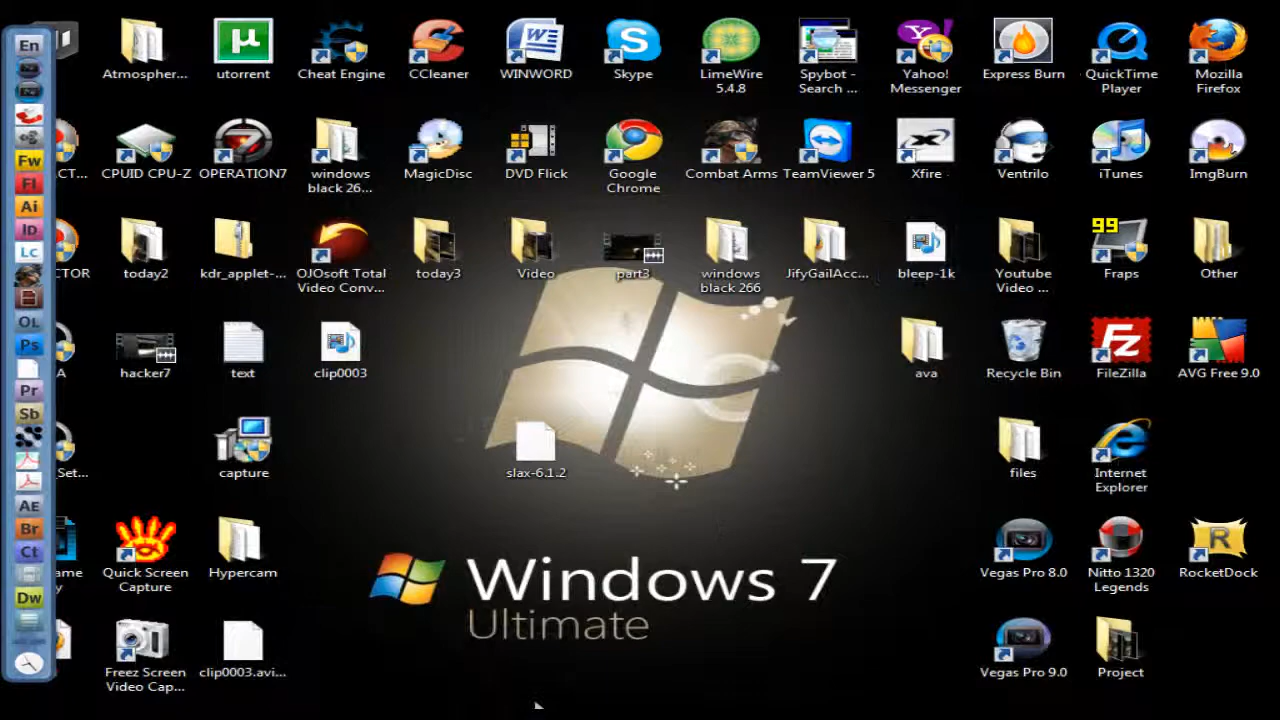 En
Atmospher...
utorrent
Cheat Engine
CCleaner
WINWORD
Skype
LimeWire
5.4.8
Spybot -
Search ...
Yahoo!
Messenger
Express Burn
QuickTime
Player
Mozilla
Firefox
Fw
Fl
Ai
Id
CT...
CPUID CPU-Z
OPERATION7
windows
black 26...
MagicDisc
DVD Flick
Google
Chrome
Combat Arms
TeamViewer 5
Xfire
Ventrilo
iTunes
ImgBurn
Lc
CTOR
today2
kdr_applet-...
OJOsoft Total
Video Conv...
today3
Video
part3
windows
black 266
JifyGailAcc...
bleep-1k
Youtube
Video ...
99
Fraps
Other
OL
Ps
A
hacker7
text
clip0003
ava
Recycle Bin
Fz
FileZilla
AVG Free 9.0
Pr
Sb
Set...
capture
slax-6.1.2
files
Internet
Explorer
AE
Br
Ct
Dw
ame
y
Quick Screen
Capture
Hypercam
Windows 7
Ultimate
Vegas Pro 8.0
Nitto 1320
Legends
R
RocketDock
Freez Screen
Video Cap...
clip0003.avi...
Vegas Pro 9.0
Project